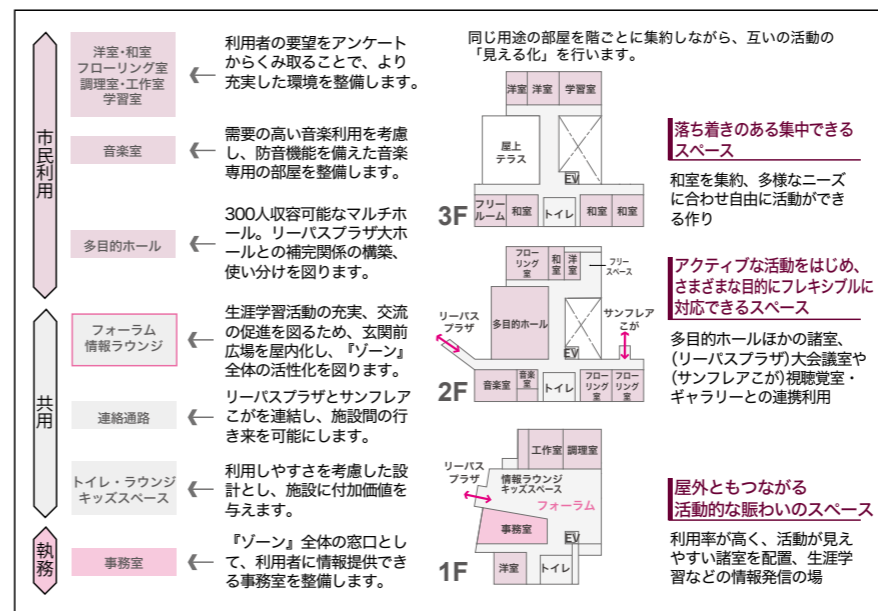 市民利用
洋室・和室
フローリング室
調理室・工作室
学習室
利用者の要望をアンケート
からくみ取ることで、より
充実した環境を整備します。
音楽室
需要の高い音楽利用を考慮
し、防音機能を備えた音楽
専用の部屋を整備します。
多目的ホール
300人収容可能なマルチホ
ール。リーパスプラザ大ホ
ールとの補完関係の構築、
使い分けを図ります。
共用
フォーラム
情報ラウンジ
生涯学習活動の充実、交流
の促進を図るため、玄関前
広場を屋内化し、『ゾーン』
全体の活性化を図ります。
連絡通路
リーパスプラザとサンフレア
こがを連結し、施設間の行
き来を可能にします。
トイレ・ラウンジ
キッズスペース
利用しやすさを考慮した設
計とし、施設に付加価値を
与えます。
執務
事務室
『ゾーン』全体の窓口とし
て、利用者に情報提供でき
る事務室を整備します。
同じ用途の部屋を階ごとに集約しながら、互いの活動の
「見える化」を行います。
洋室 洋室 学習室
屋上
テラス
EV
3F
フリー
ルーム
和室
トイレ
和室 和室
落ち着きのある集中できる
スペース
和室を集約、多様なニーズ
に合わせ自由に活動ができ
る作り
フロー
リング
室
和室
洋室
フリー
スペース
リーパス
プラザ
多目的ホール
サンフレア
こが
EV
2F
音楽室
音楽
室
トイレ
フロー
リング
室
フロー
リング
室
アクティブな活動をはじめ、
さまざまな目的にフレキシブルに
対応できるスペース
多目的ホールほかの諸室、
(リーパスプラザ)大会議室や
(サンフレアこが)視聴覚室・
ギャラリーとの連携利用
工作室 調理室
リーパス
プラザ
情報ラウンジ
キッズスペース
フォーラム
事務室
EV
1F
洋室
トイレ
屋外ともつながる
活動的な賑わいのスペース
利用率が高く、活動が見え
やすい諸室を配置、生涯学
習などの情報発信の場